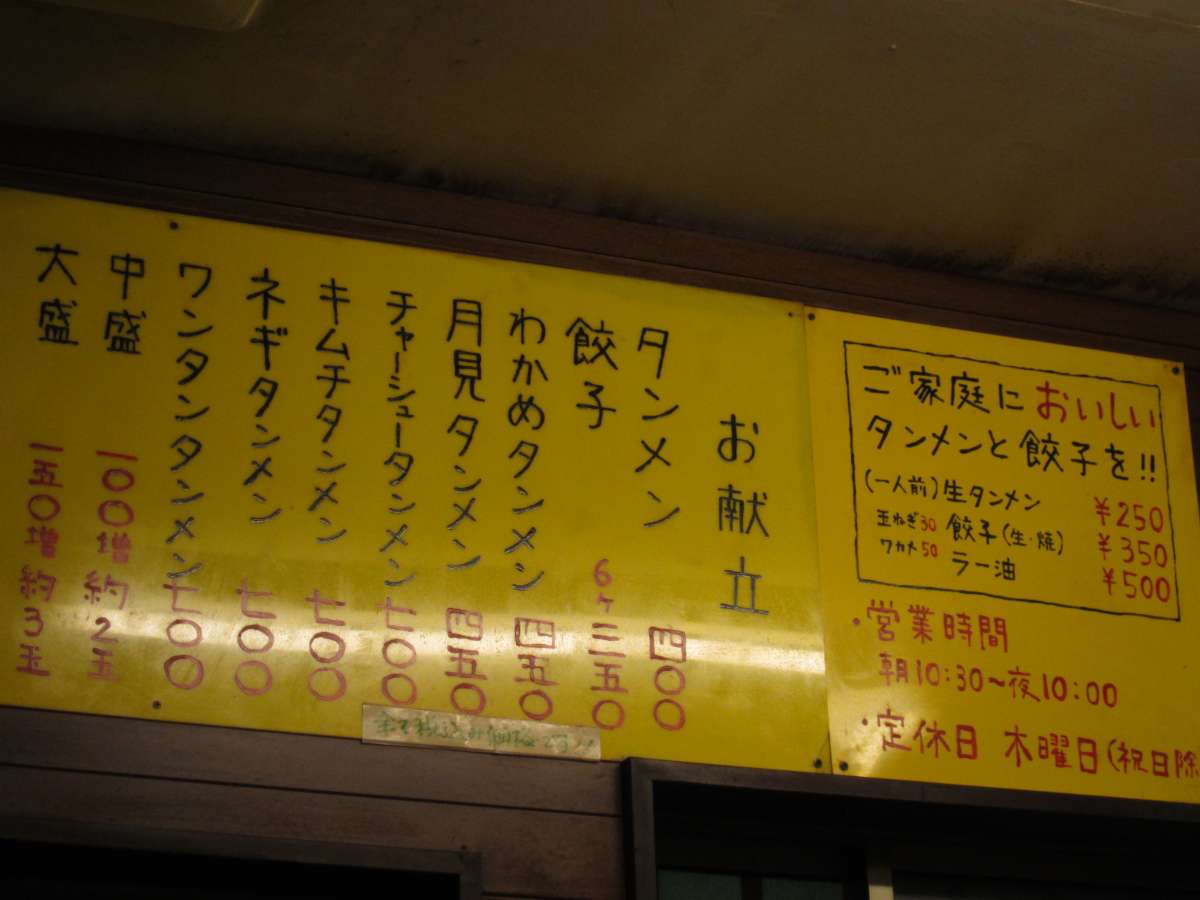 お献立
タンメン 四〇〇
餃子 6ヶ 三五〇
わかめタンメン 四五〇
月見タンメン 四五〇
チャーシュータンメン 七〇〇
キムチタンメン 七〇〇
ネギタンメン 七〇〇
ワンタンタンメン 七〇〇
中盛 一〇〇増 約2玉
大盛 一五〇増 約3玉
ご家庭においしい
タンメンと餃子を!!
(一人前)生タンメン ¥250
玉ねぎ30 餃子(生・焼) ¥350
ワカメ50 ラー油 ¥500
・営業時間
朝10:30〜夜10:00
・定休日 木曜日(祝日除